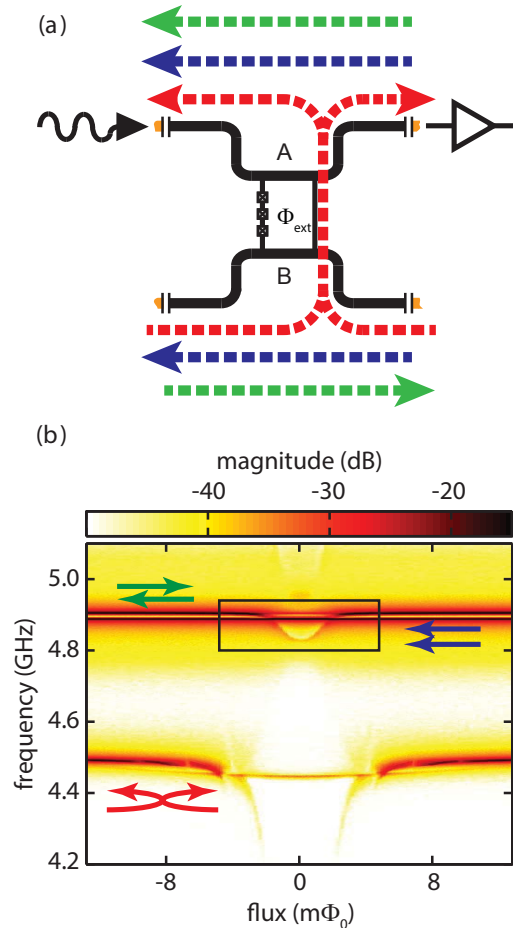 (a)
A
Φext
B
(b)
magnitude (dB)
-40 -30 -20
5.0
4.8
4.6
4.4
4.2
frequency (GHz)
-8 0 8
flux (mΦ0)